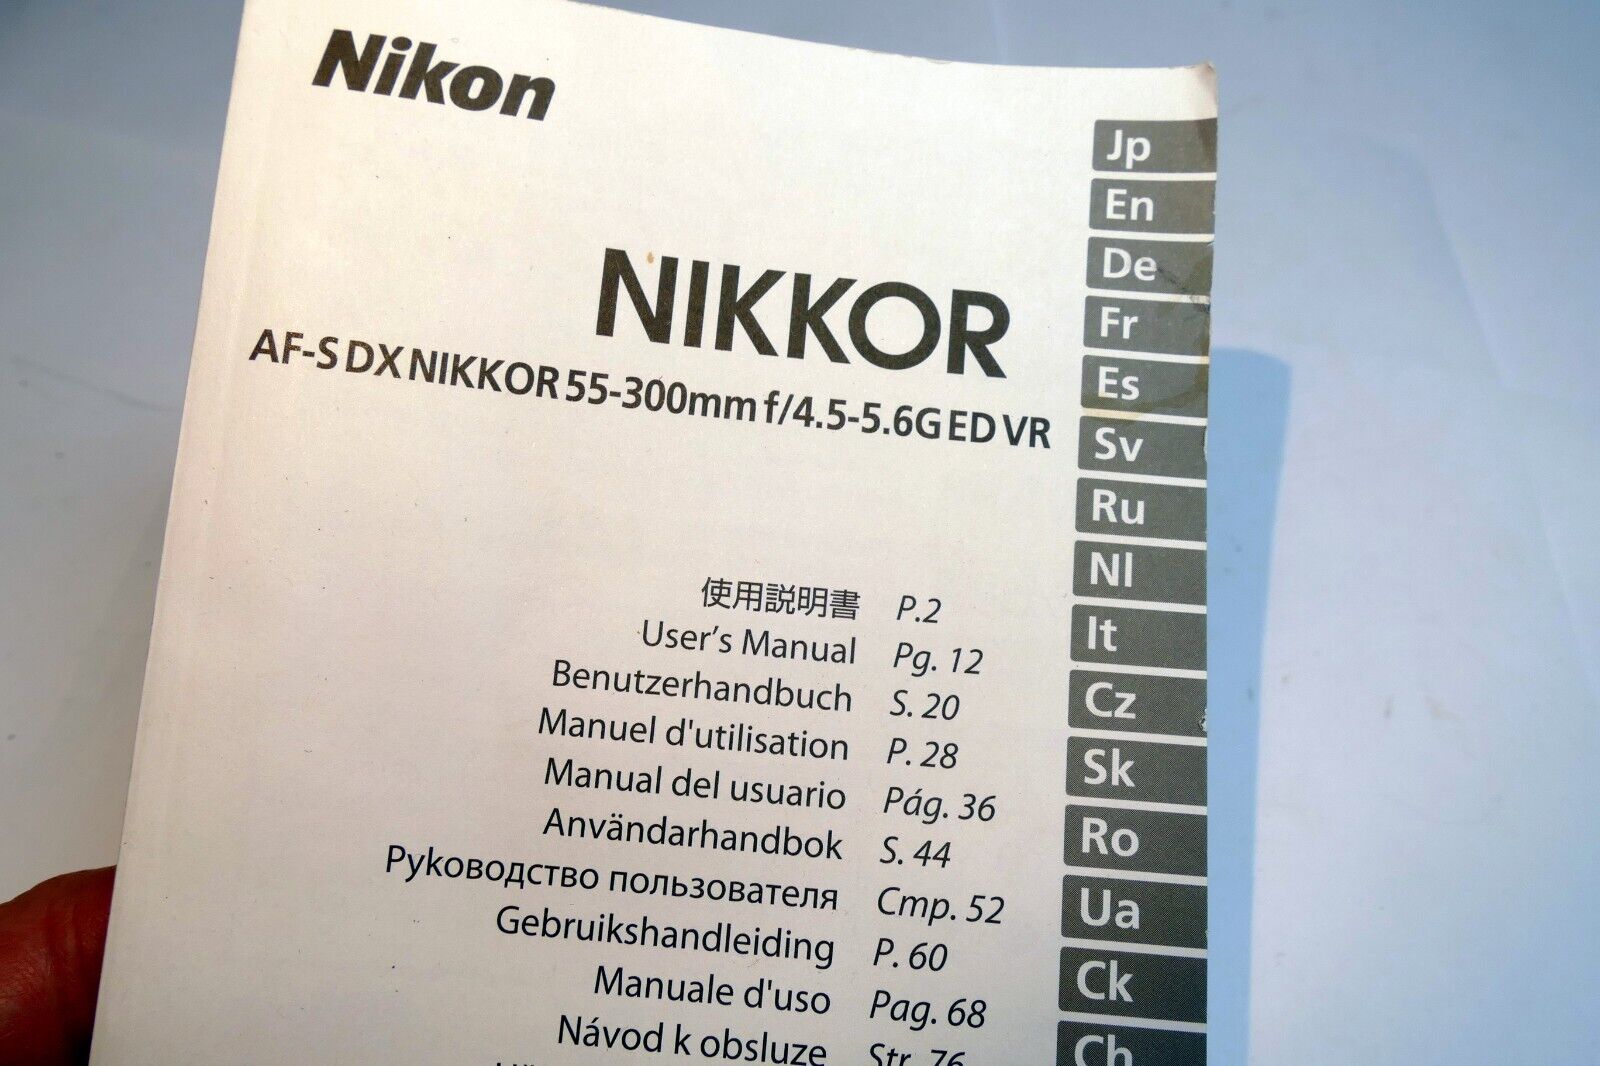 Nikon
NIKKOR
AF-S DX NIKKOR 55-300mm f/4.5-5.6G ED VR
使用説明書 P.2
User's Manual Pg. 12
Benutzerhandbuch S. 20
Manuel d'utilisation P. 28
Manual del usuario Pág. 36
Användarhandbok S. 44
Руководство пользователя Стр. 52
Gebruikshandleiding P. 60
Manuale d'uso Pag. 68
Návod k obsluze Str. 76
Jp
En
De
Fr
Es
Sv
Ru
Nl
It
Cz
Sk
Ro
Ua
Ck
Ch